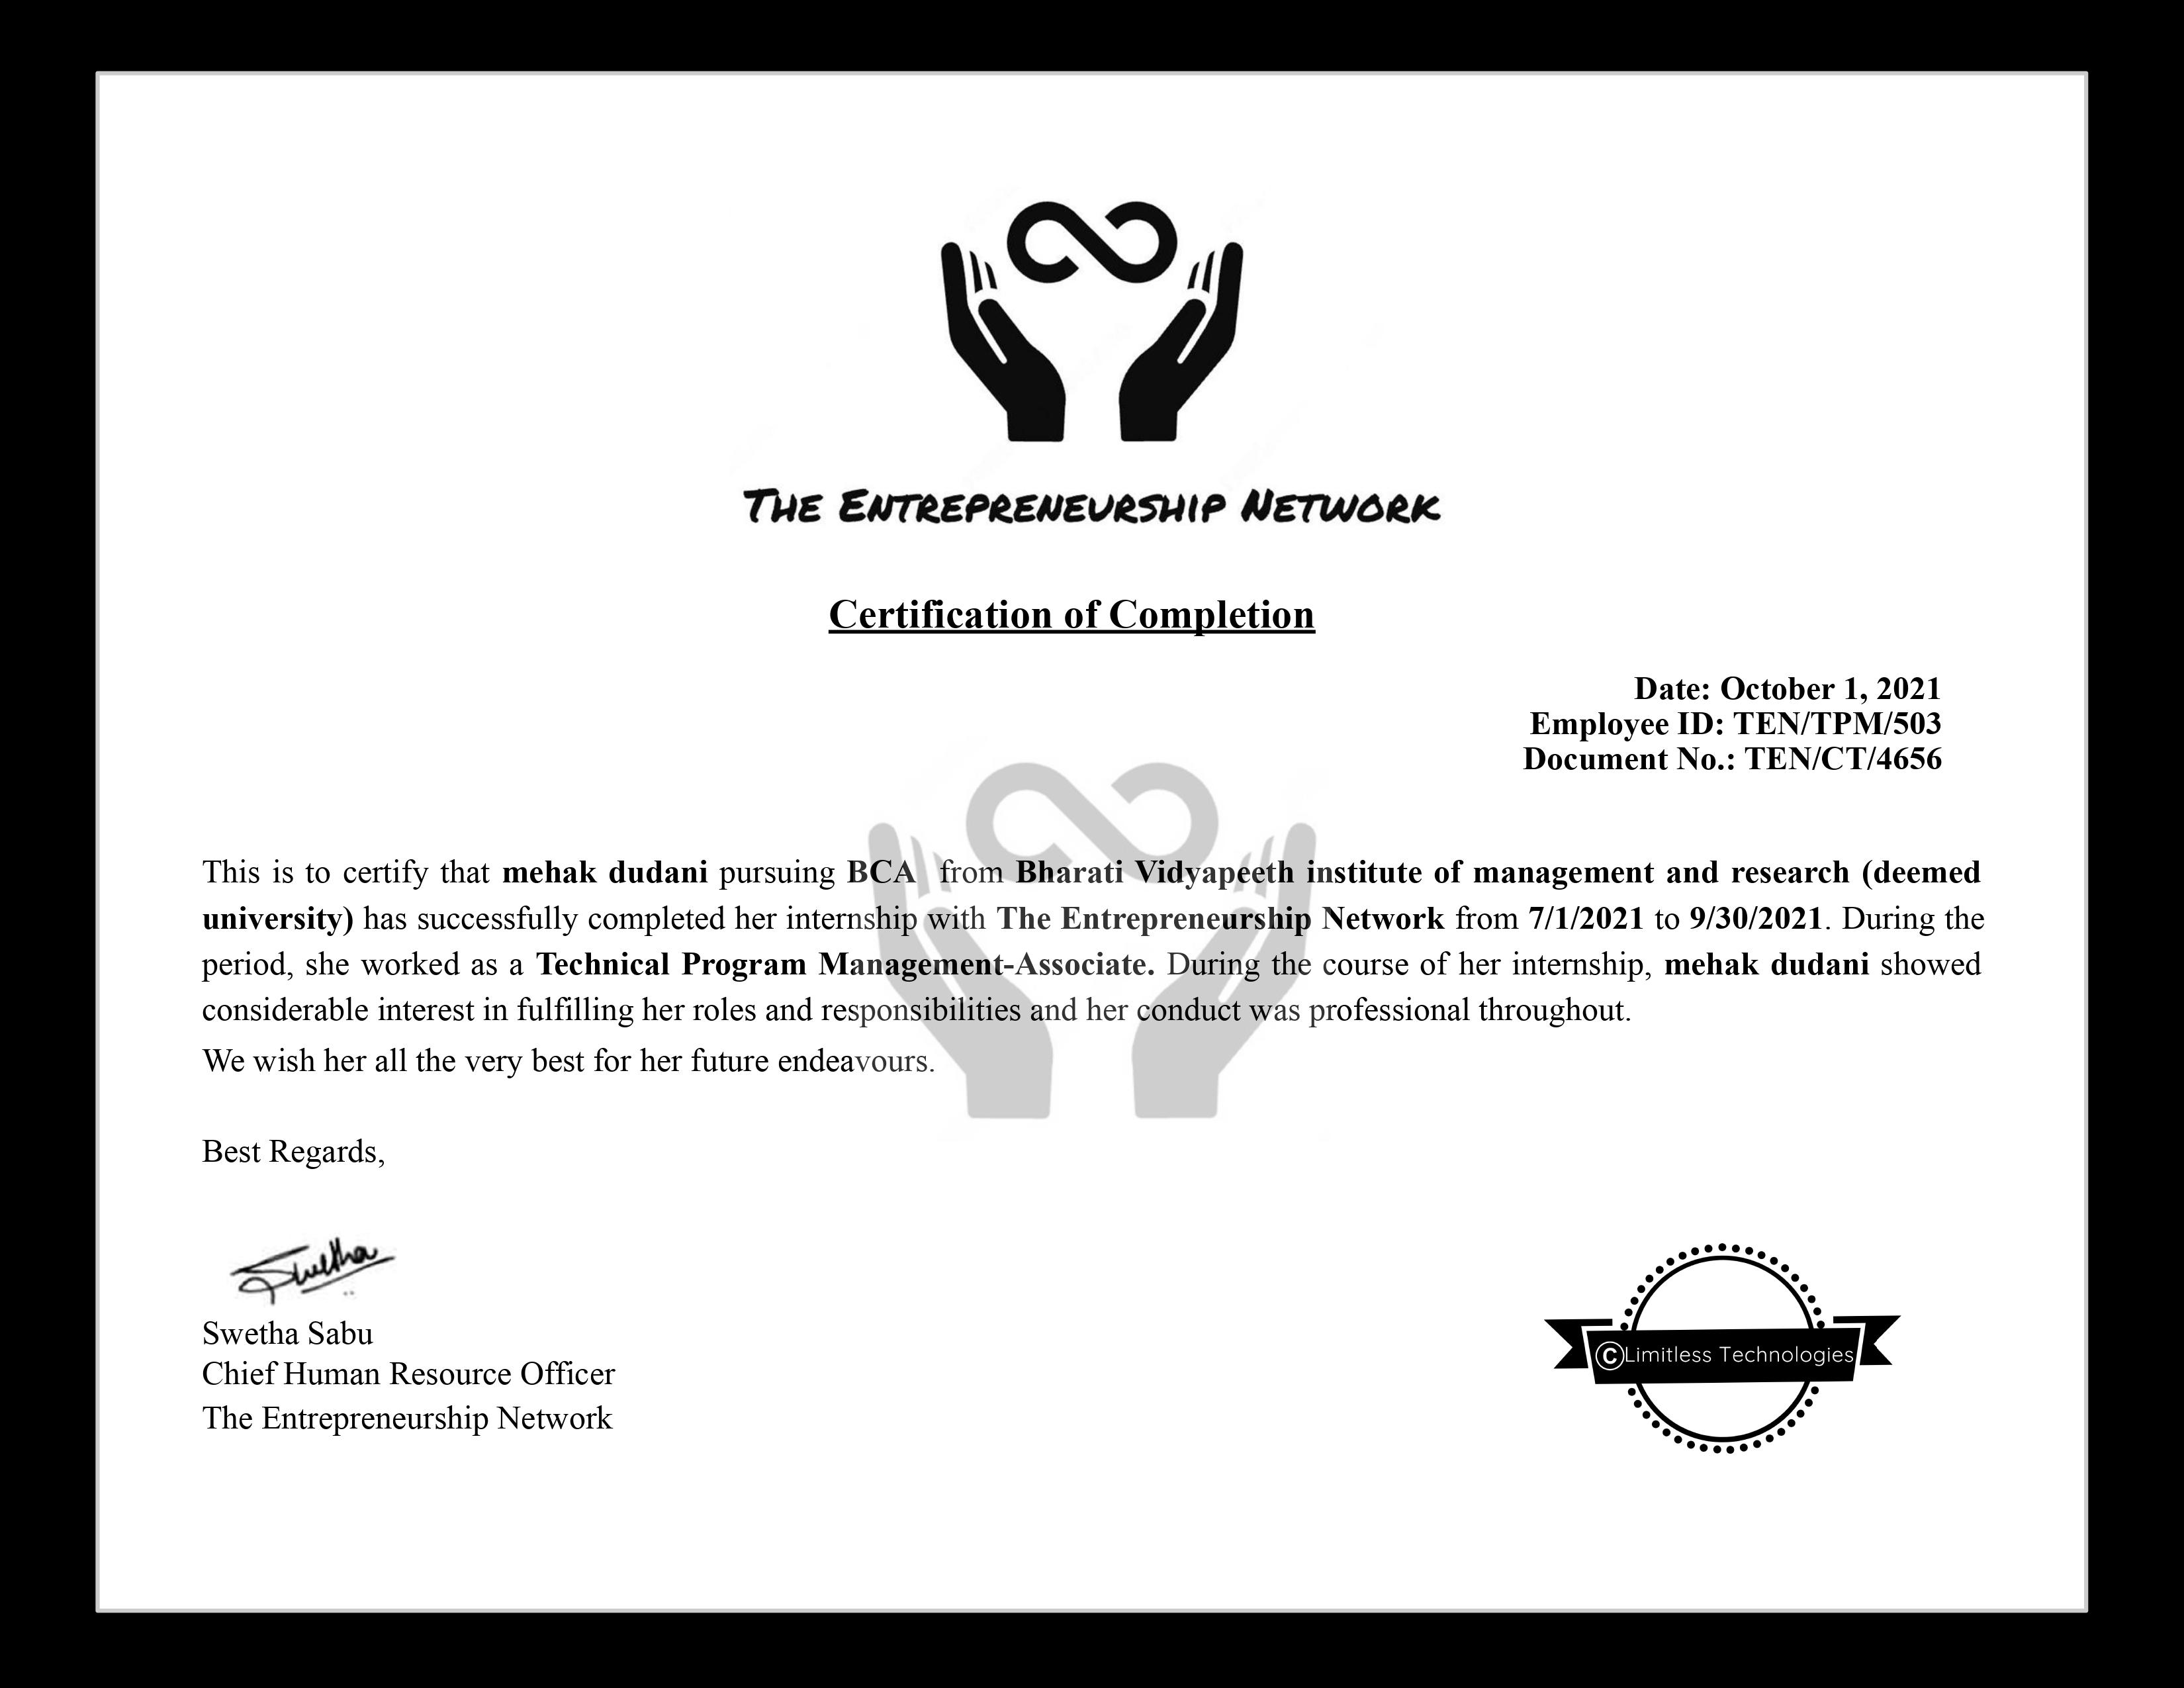 THE ENTREPRENEURSHIP NETWORK
Certification of Completion
Date: October 1, 2021
Employee ID: TEN/TPM/503
Document No.: TEN/CT/4656
This is to certify that mehak dudani pursuing BCA from Bharati Vidyapeeth institute of management and research (deemed
university) has successfully completed her internship with The Entrepreneurship Network from 7/1/2021 to 9/30/2021. During the
period, she worked as a Technical Program Management-Associate. During the course of her internship, mehak dudani showed
considerable interest in fulfilling her roles and responsibilities and her conduct was professional throughout.
We wish her all the very best for her future endeavours.
Best Regards,
Swetha
Swetha Sabu
Chief Human Resource Officer
The Entrepreneurship Network
©Limitless Technologies